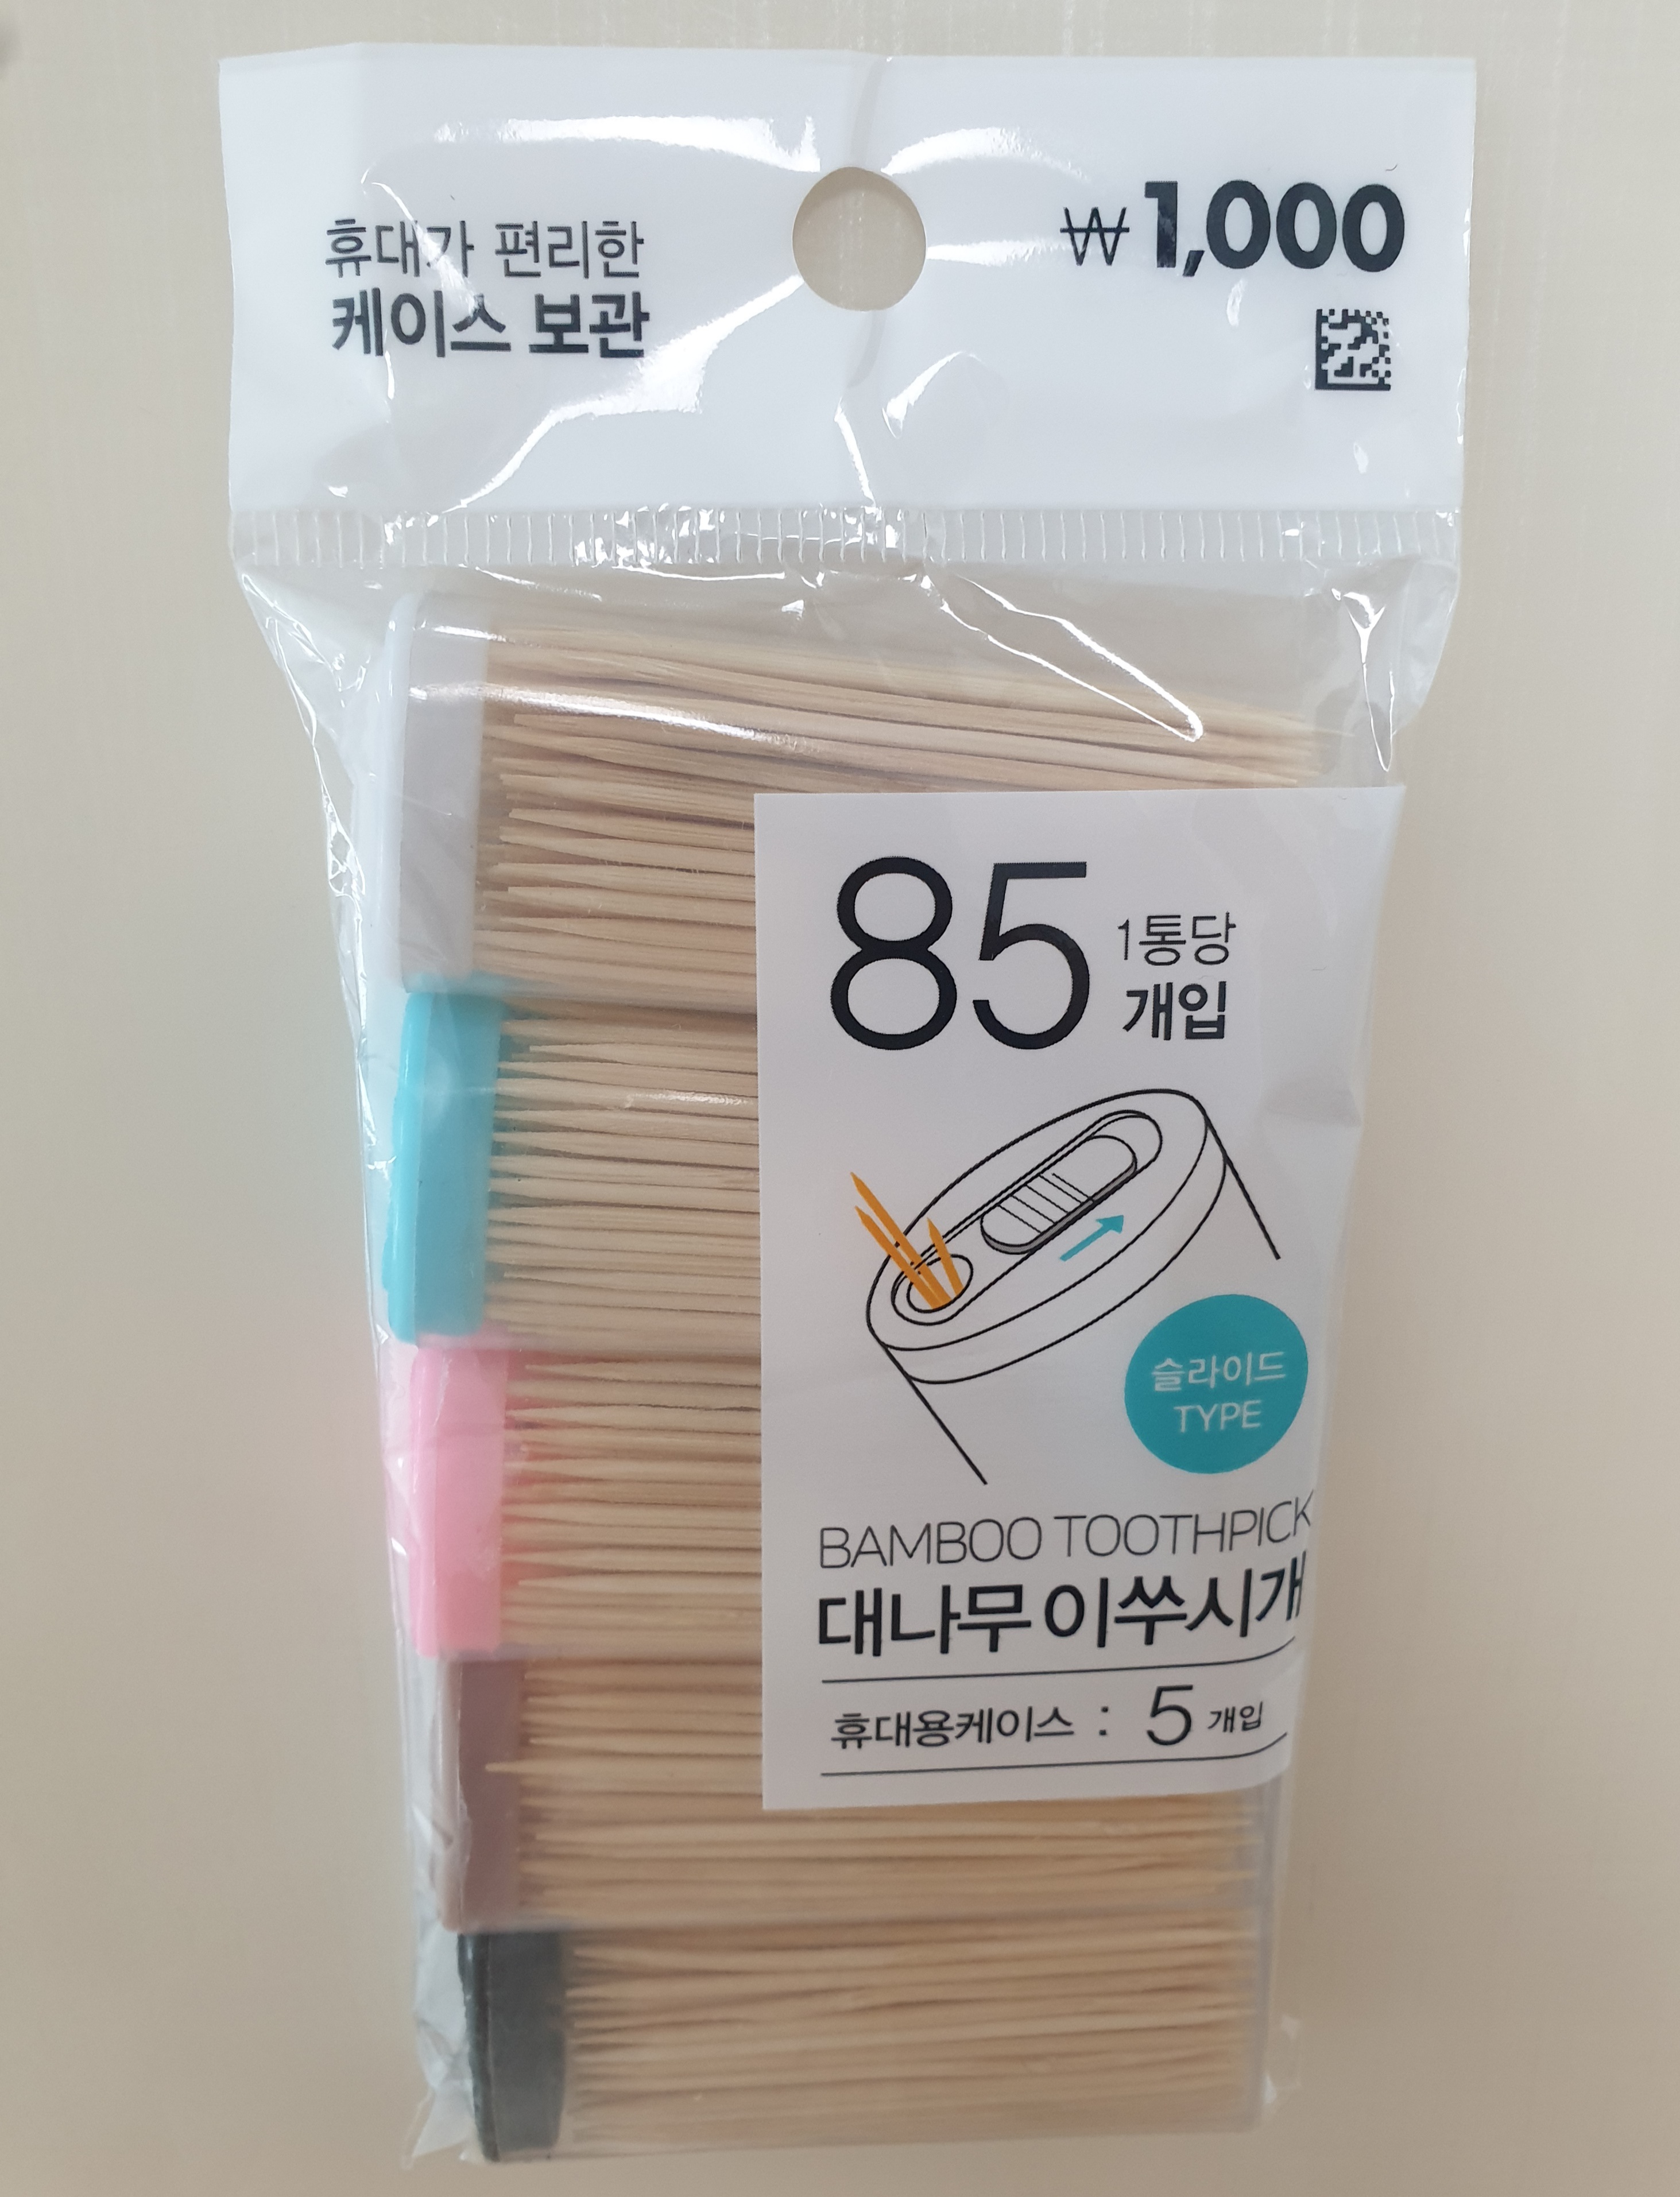 휴대가 편리한
케이스 보관
₩1,000
85 1통당
개입
슬라이드
TYPE
BAMBOO TOOTHPICK
대나무 이쑤시개
휴대용케이스 : 5 개입